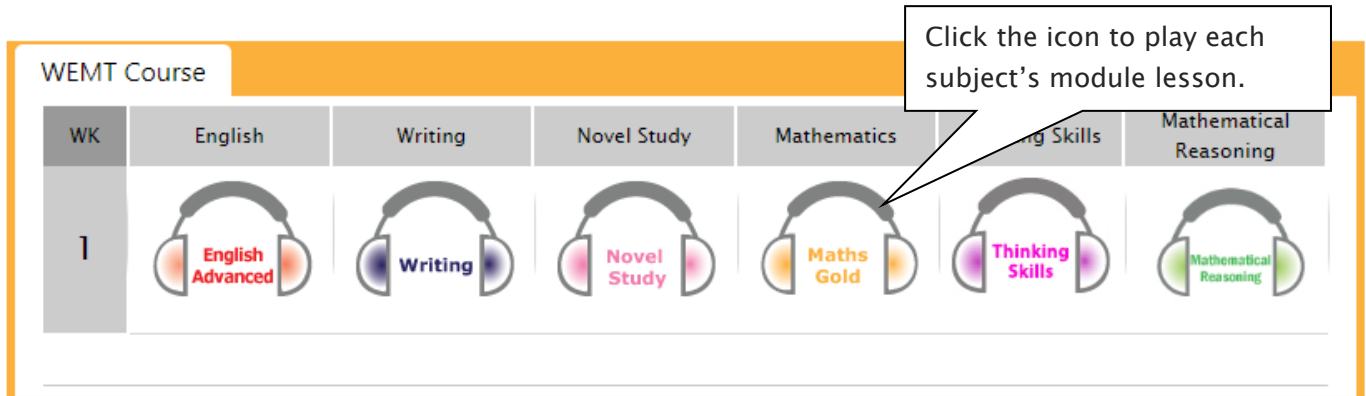 Click the icon to play each
subject's module lesson.
WEMT Course
WK
English
Writing
Novel Study
Mathematics
ng Skills
Mathematical
Reasoning
1
English
Advanced
Writing
Novel
Study
Maths
Gold
Thinking
Skills
Mathematical
Reasoning